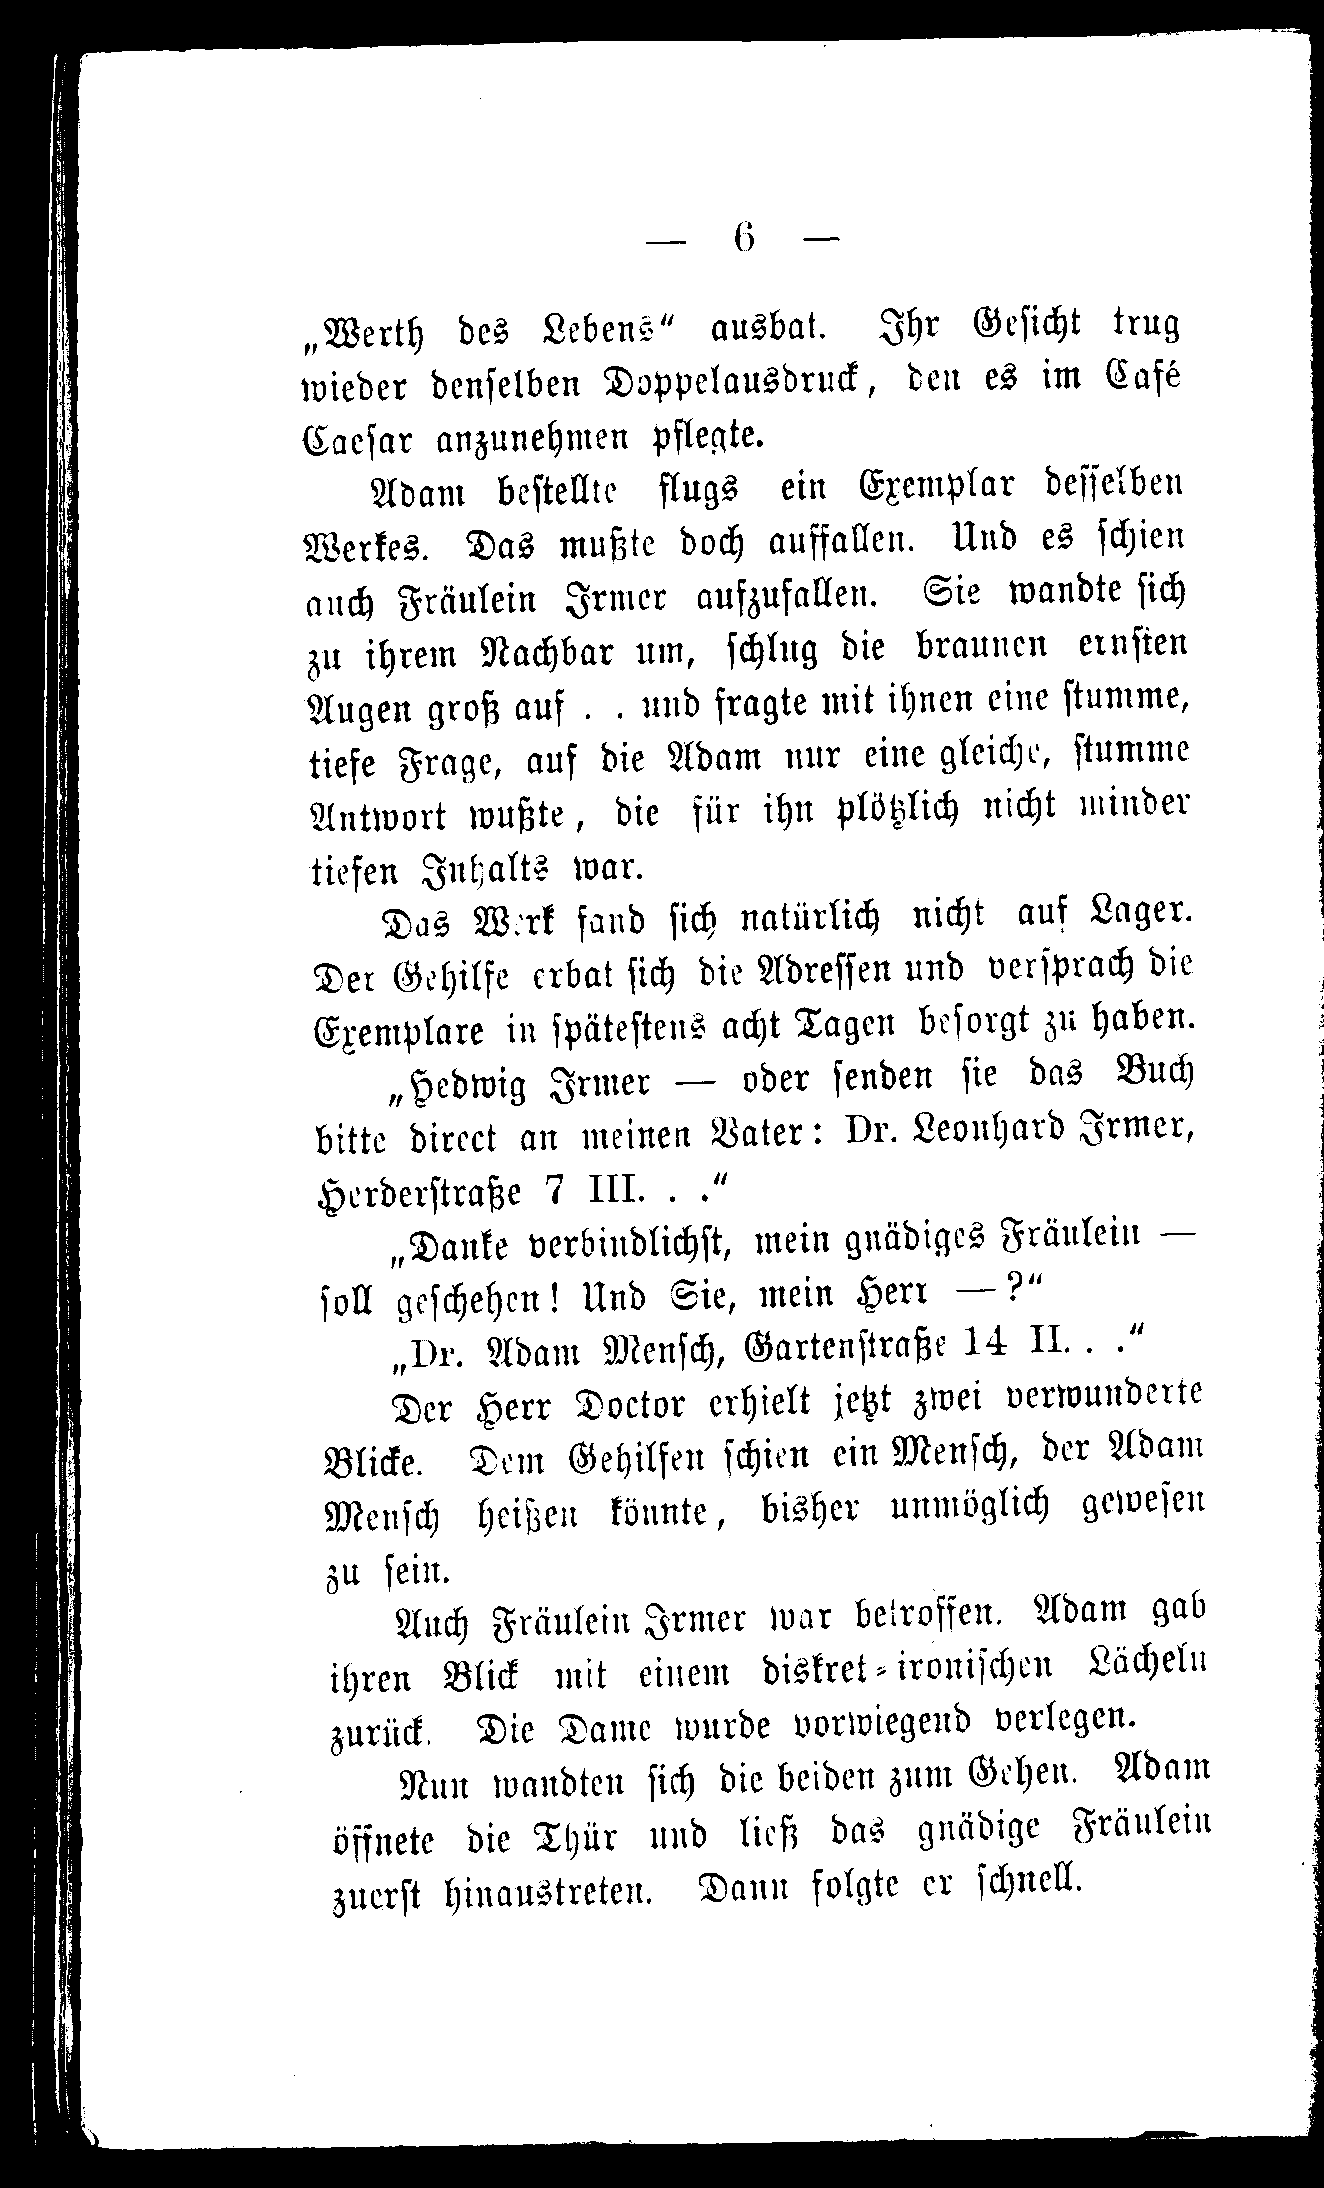 — 6 —
„Werth des Lebens“ ausbat. Ihr Gesicht trug
wieder denselben Doppelausdruck, den es im Café
Caesar anzunehmen pflegte.
Adam bestellte flugs ein Exemplar desselben
Werkes. Das mußte doch auffallen. Und es schien
auch Fräulein Irmer aufzufallen. Sie wandte sich
zu ihrem Nachbar um, schlug die braunen ernsten
Augen groß auf . . und fragte mit ihnen eine stumme,
tiefe Frage, auf die Adam nur eine gleiche, stumme
Antwort wußte, die für ihn plötzlich nicht minder
tiefen Inhalts war.
Das Werk fand sich natürlich nicht auf Lager.
Der Gehilfe erbat sich die Adressen und versprach die
Exemplare in spätestens acht Tagen besorgt zu haben.
„Hedwig Irmer — oder senden sie das Buch
bitte direct an meinen Vater: Dr. Leonhard Irmer,
Herderstraße 7 III. . .“
„Danke verbindlichst, mein gnädiges Fräulein —
soll geschehen! Und Sie, mein Herr —?“
„Dr. Adam Mensch, Gartenstraße 14 II. . .“
Der Herr Doctor erhielt jetzt zwei verwunderte
Blicke. Dem Gehilfen schien ein Mensch, der Adam
Mensch heißen könnte, bisher unmöglich gewesen
zu sein.
Auch Fräulein Irmer war betroffen. Adam gab
ihren Blick mit einem diskret-ironischen Lächeln
zurück. Die Dame wurde vorwiegend verlegen.
Nun wandten sich die beiden zum Gehen. Adam
öffnete die Thür und ließ das gnädige Fräulein
zuerst hinaustreten. Dann folgte er schnell.